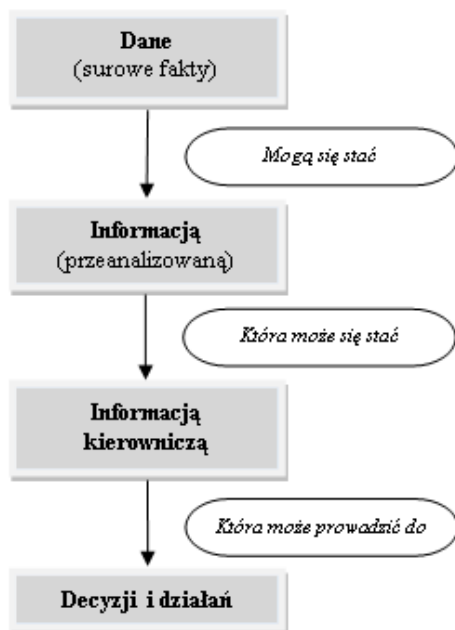 Dane
(surowe fakty)
Mogą się stać
Informacją
(przeanalizowaną)
Która może się stać
Informacją
kierowniczą
Która może prowadzić do
Decyzji i działań